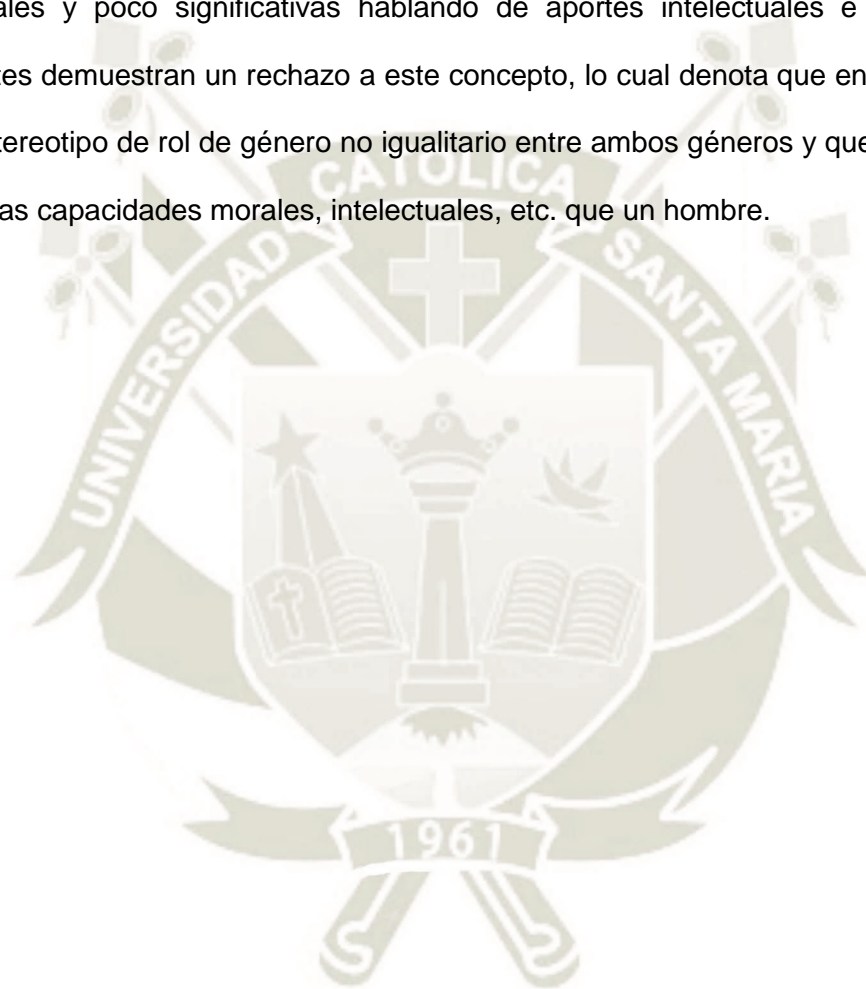 ales y poco significativas hablando de aportes intelectuales e
tes demuestran un rechazo a este concepto, lo cual denota que en
tereotipo de rol de género no igualitario entre ambos géneros y que
as capacidades morales, intelectuales, etc. que un hombre.
UNIVERSIDAD CATOLICA SANTA MARIA
1961